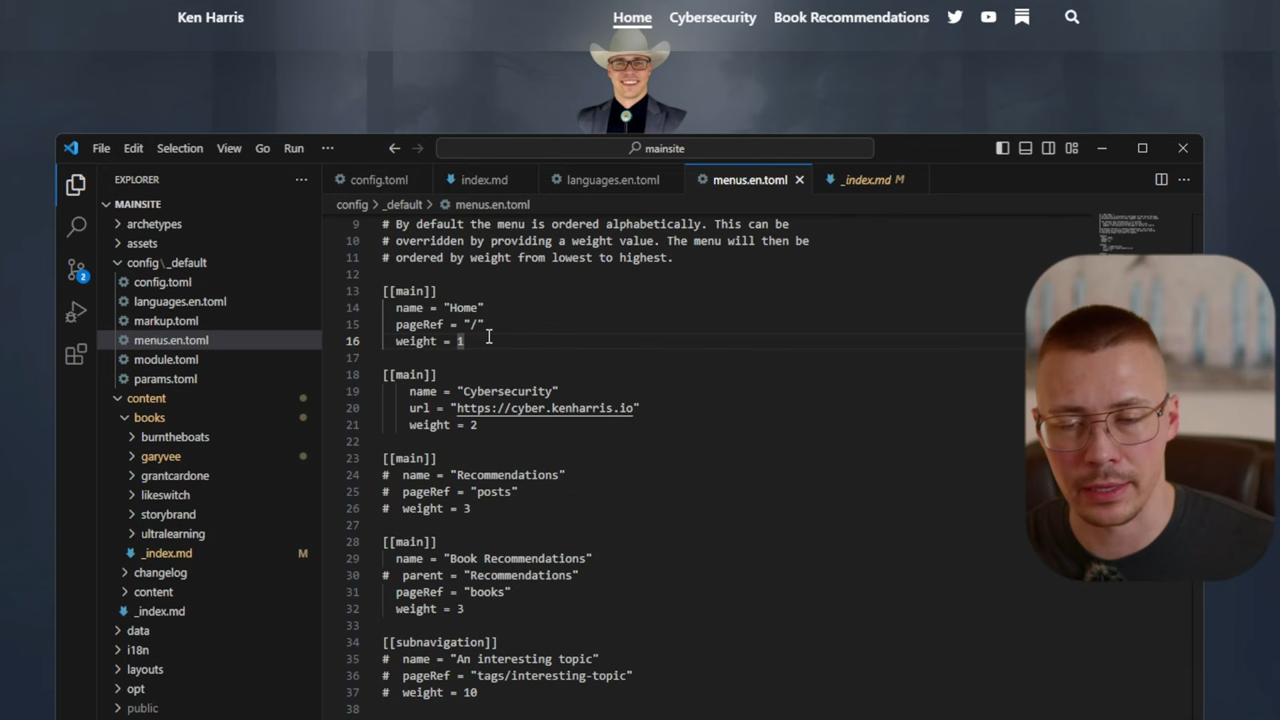 Ken Harris
Home Cybersecurity Book Recommendations
File Edit Selection View Go Run
mainsite
EXPLORER
config.toml index.md languages.en.toml menus.en.toml _index.md M
MAINSITE
config > _default > menus.en.toml
archetypes
assets
config\_default
config.toml
languages.en.toml
markup.toml
menus.en.toml
module.toml
params.toml
content
books
burntheboats
garyvee
grantcardone
likeswitch
storybrand
ultralearning
_index.md M
changelog
content
_index.md
data
i18n
layouts
opt
public
2
9 # By default the menu is ordered alphabetically. This can be
10 # overridden by providing a weight value. The menu will then be
11 # ordered by weight from lowest to highest.
12
13 [[main]]
14 name = "Home"
15 pageRef = "/"
16 weight = 1
17
18 [[main]]
19 name = "Cybersecurity"
20 url = "https://cyber.kenharris.io"
21 weight = 2
22
23 [[main]]
24 # name = "Recommendations"
25 # pageRef = "posts"
26 # weight = 3
27
28 [[main]]
29 name = "Book Recommendations"
30 # parent = "Recommendations"
31 pageRef = "books"
32 weight = 3
33
34 [[subnavigation]]
35 # name = "An interesting topic"
36 # pageRef = "tags/interesting-topic"
37 # weight = 10
38